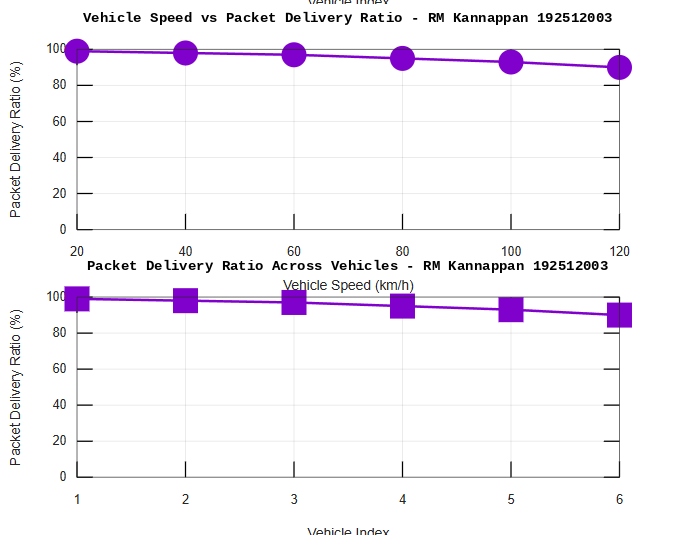 Vehicle Index
Vehicle Speed vs Packet Delivery Ratio - RM Kannappan 192512003
Packet Delivery Ratio (%)
100
80
60
40
20
0
20 40 60 80 100 120
Vehicle Speed (km/h)
Packet Delivery Ratio Across Vehicles - RM Kannappan 192512003
Packet Delivery Ratio (%)
100
80
60
40
20
0
1 2 3 4 5 6
Vehicle Index